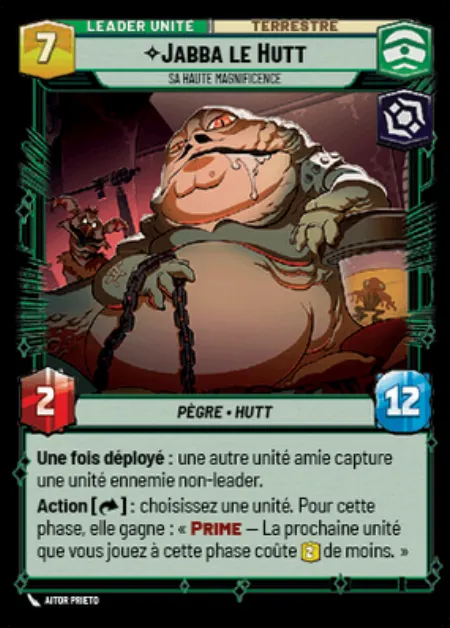 LEADER UNITÉ
TERRESTRE
7
✧JABBA LE HUTT
SA HAUTE MAGNIFICENCE
2
PÈGRE • HUTT
12
Une fois déployé : une autre unité amie capture
une unité ennemie non-leader.
Action [↱] : choisissez une unité. Pour cette
phase, elle gagne : « PRIME — La prochaine unité
que vous jouez à cette phase coûte 2 de moins. »
AITOR PRIETO